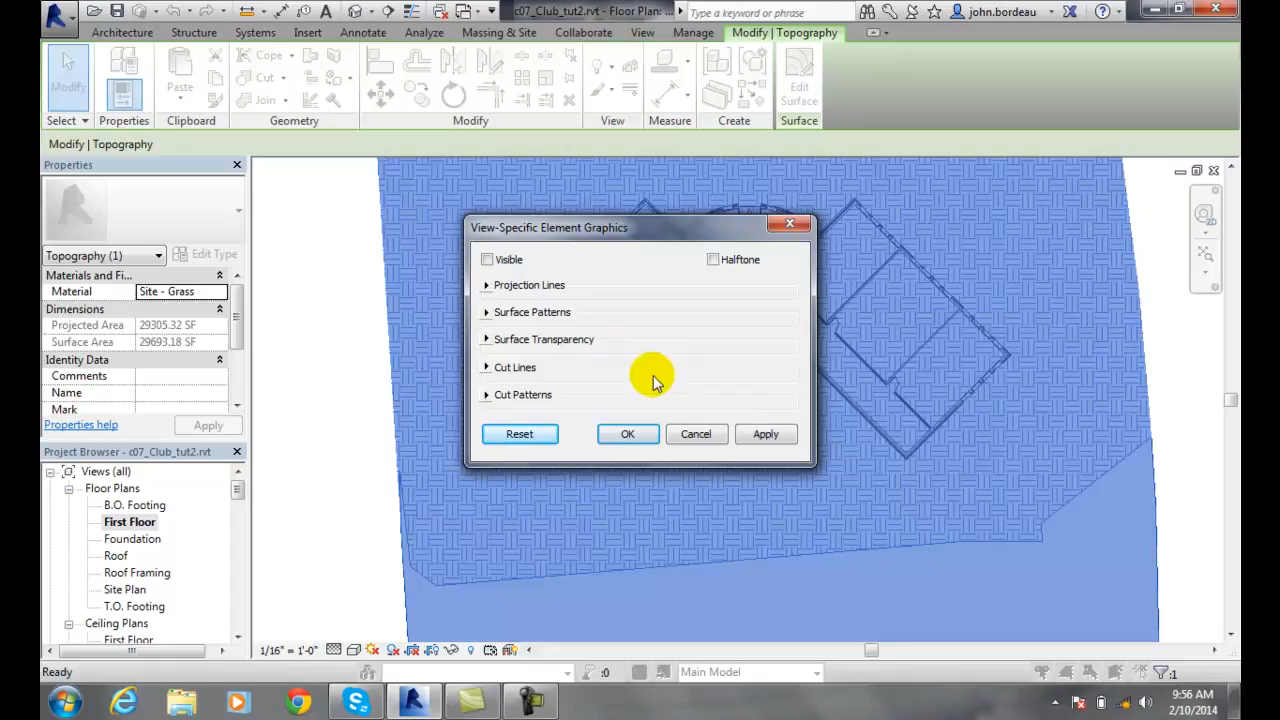 c07_Club_tut2.rvt - Floor Plan: ...
Type a keyword or phrase
john.bordeau
Architecture
Structure
Systems
Insert
Annotate
Analyze
Massing & Site
Collaborate
View
Manage
Modify | Topography
Modify
Select
Properties
Paste
Clipboard
Cope
Cut
Join
Geometry
Modify
View
Measure
Create
Edit
Surface
Surface
Modify | Topography
Properties
Topography (1)
Edit Type
Materials and Fi...
Material
Site - Grass
Dimensions
Projected Area
29305.32 SF
Surface Area
29693.18 SF
Identity Data
Comments
Name
Mark
Properties help
Apply
Project Browser - c07_Club_tut2.rvt
Views (all)
Floor Plans
B.O. Footing
First Floor
Foundation
Roof
Roof Framing
Site Plan
T.O. Footing
Ceiling Plans
First Floor
View-Specific Element Graphics
Visible
Halftone
Projection Lines
Surface Patterns
Surface Transparency
Cut Lines
Cut Patterns
Reset
OK
Cancel
Apply
2D
1/16" = 1'-0"
Ready
:0
Main Model
:1
9:56 AM
2/10/2014